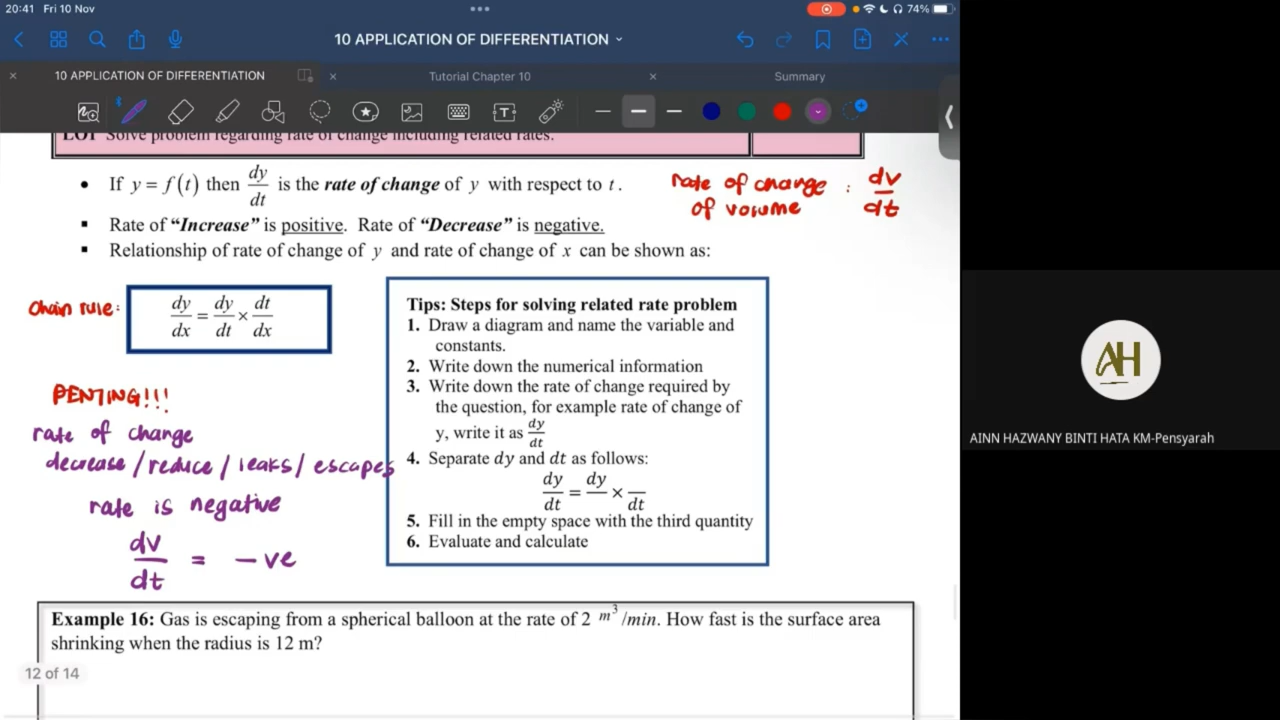 20:41 Fri 10 Nov
74%
10 APPLICATION OF DIFFERENTIATION
10 APPLICATION OF DIFFERENTIATION
Tutorial Chapter 10
Summary
LO1 Solve problem regarding rate of change including related rates.
• If y = f(t) then dy/dt is the rate of change of y with respect to t.
rate of change : dv/dt
of volume
▪ Rate of "Increase" is positive. Rate of "Decrease" is negative.
▪ Relationship of rate of change of y and rate of change of x can be shown as:
Chain rule:
dy/dx = dy/dt × dt/dx
PENTING!!!
rate of change
decrease / reduce / leaks / escapes
rate is negative
dv/dt = -ve
Tips: Steps for solving related rate problem
1. Draw a diagram and name the variable and
constants.
2. Write down the numerical information
3. Write down the rate of change required by
the question, for example rate of change of
y, write it as dy/dt
4. Separate dy and dt as follows:
dy/dt = dy/ × /dt
5. Fill in the empty space with the third quantity
6. Evaluate and calculate
Example 16: Gas is escaping from a spherical balloon at the rate of 2 m³/min. How fast is the surface area
shrinking when the radius is 12 m?
12 of 14
AH
AINN HAZWANY BINTI HATA KM-Pensyarah